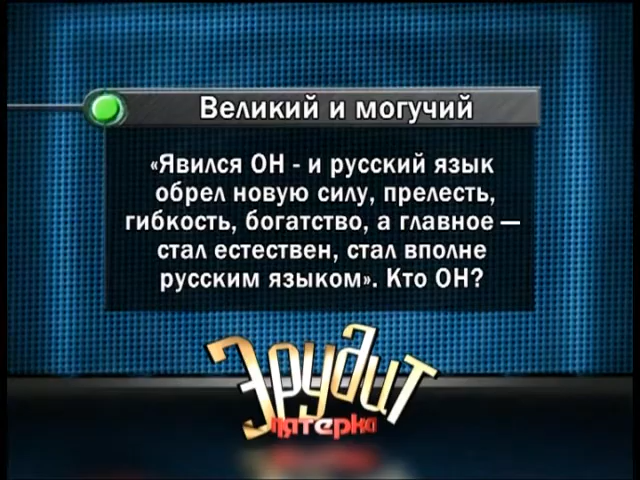 Великий и могучий
«Явился ОН - и русский язык
обрел новую силу, прелесть,
гибкость, богатство, а главное —
стал естествен, стал вполне
русским языком». Кто ОН?
Эрудит
пятерка